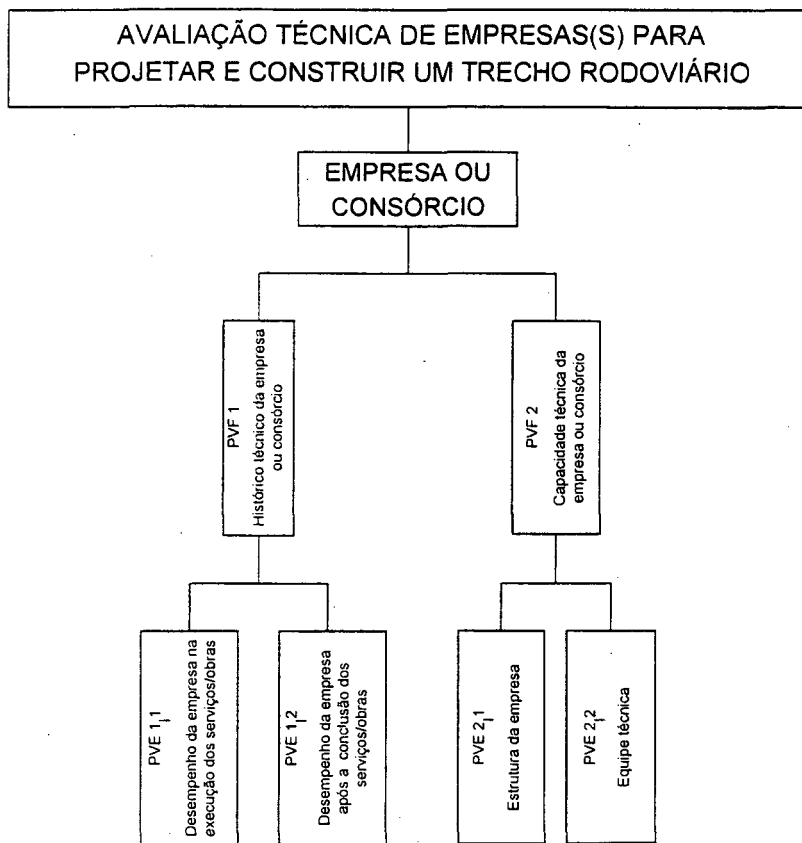 AVALIAÇÃO TÉCNICA DE EMPRESAS(S) PARA
PROJETAR E CONSTRUIR UM TRECHO RODOVIÁRIO
EMPRESA OU
CONSÓRCIO
PVF 1
Histórico técnico da empresa
ou consórcio
PVF 2
Capacidade técnica da
empresa ou consórcio
PVE 1¡1
Desempenho da empresa na
execução dos serviços/obras
PVE 1¡2
Desempenho da empresa
após a conclusão dos
serviços/obras
PVE 2¡1
Estrutura da empresa
PVE 2¡2
Equipe técnica